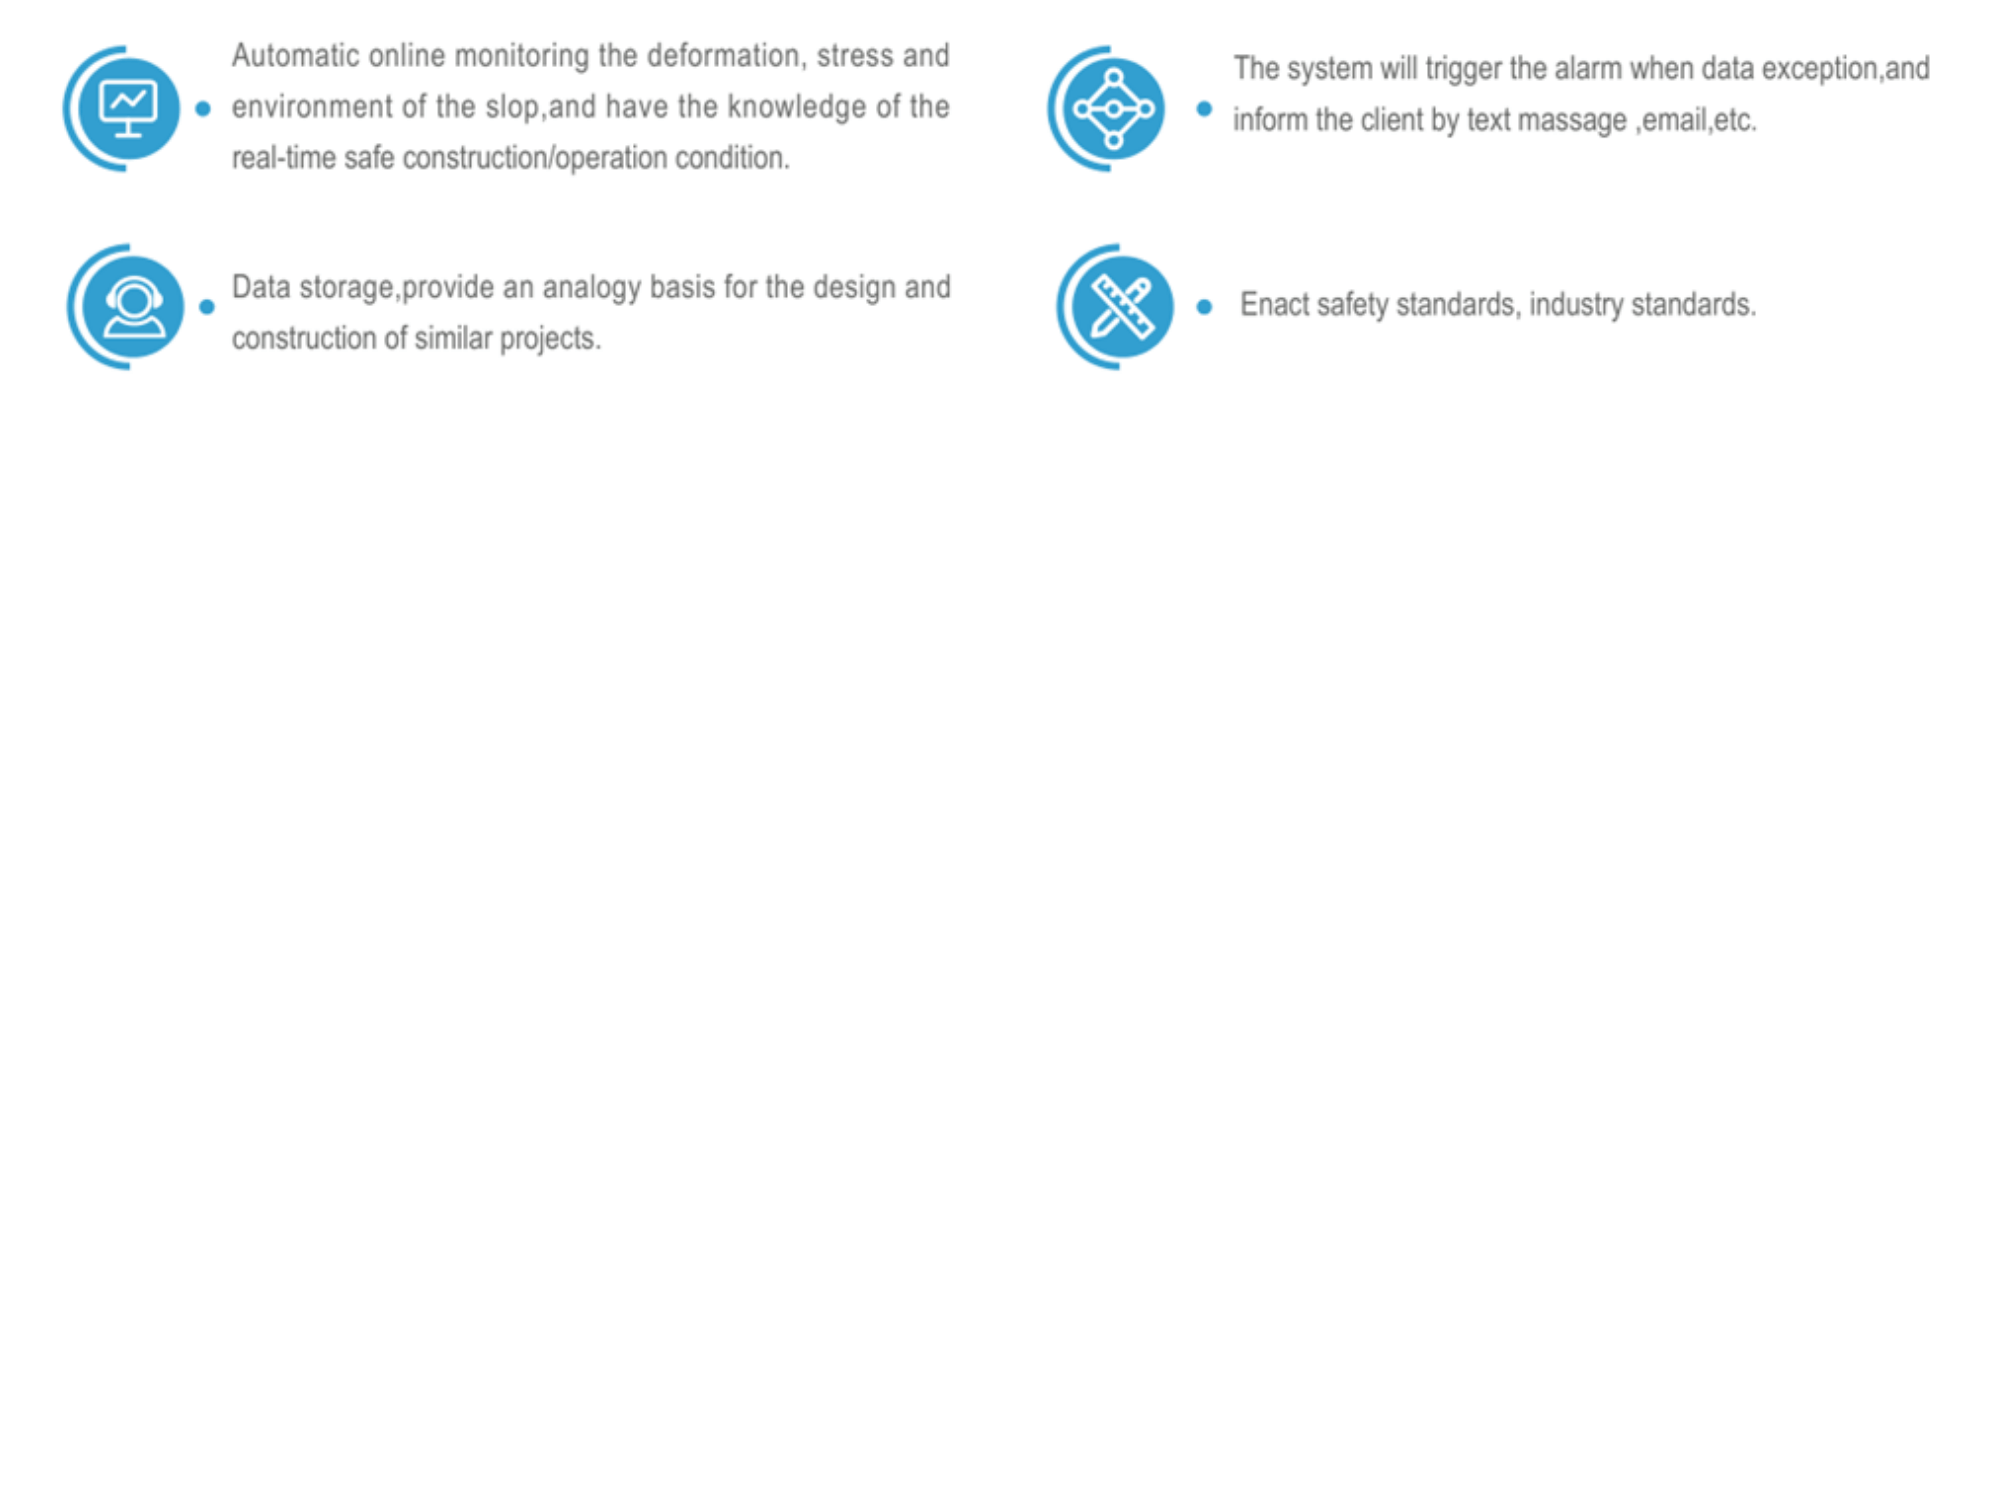 Automatic online monitoring the deformation, stress and
environment of the slop,and have the knowledge of the
real-time safe construction/operation condition.
The system will trigger the alarm when data exception,and
inform the client by text massage ,email,etc.
Data storage,provide an analogy basis for the design and
construction of similar projects.
Enact safety standards, industry standards.